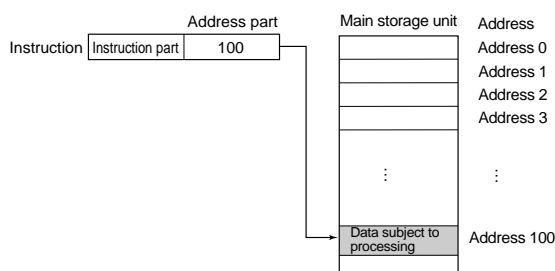 Address part
Main storage unit
Address
Instruction
Instruction part
100
Address 0
Address 1
Address 2
Address 3
⋮
⋮
Data subject to
processing
Address 100